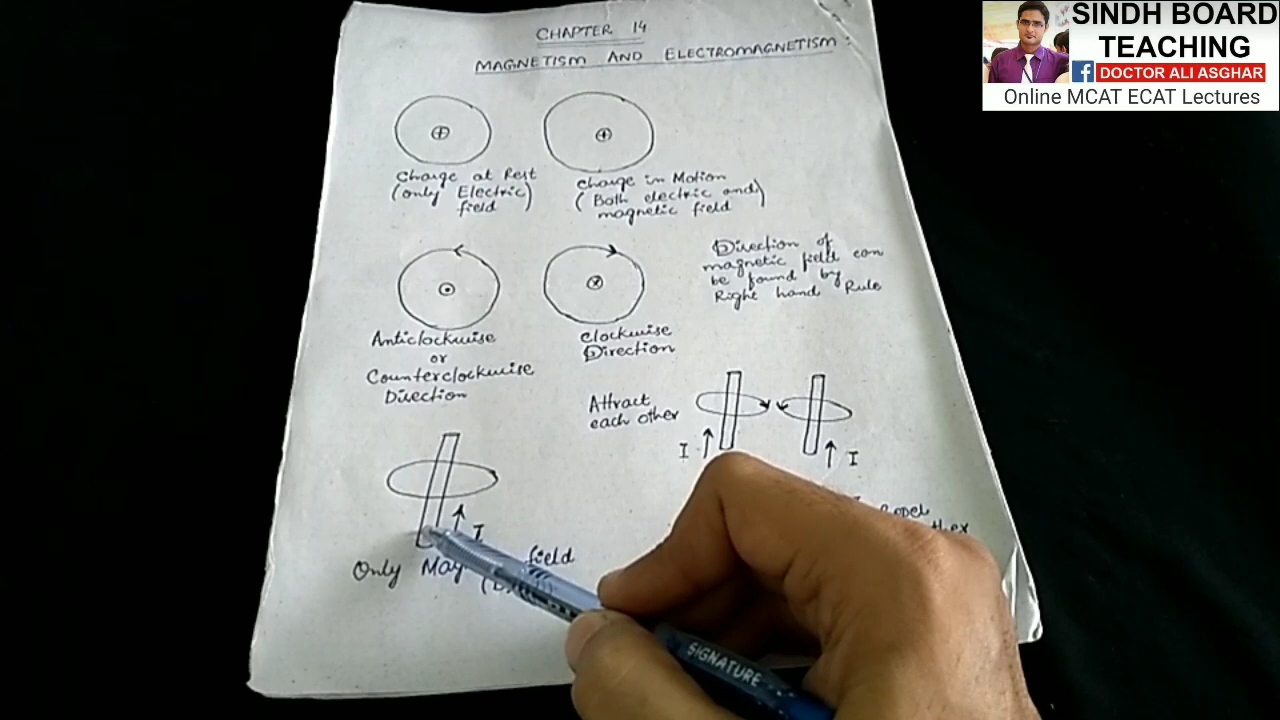 SINDH BOARD
TEACHING
DOCTOR ALI ASGHAR
Online MCAT ECAT Lectures
CHAPTER 14
MAGNETISM AND ELECTROMAGNETISM :
Charge at Rest
(only Electric)
field
Charge in Motion
(Both electric and)
magnetic field
Direction of
magnetic field can
be found by
Right hand Rule
Anticlockwise
or
Counterclockwise
Direction
Clockwise
Direction
Attract
each other
I
I
I
Only field
SIGNATURE